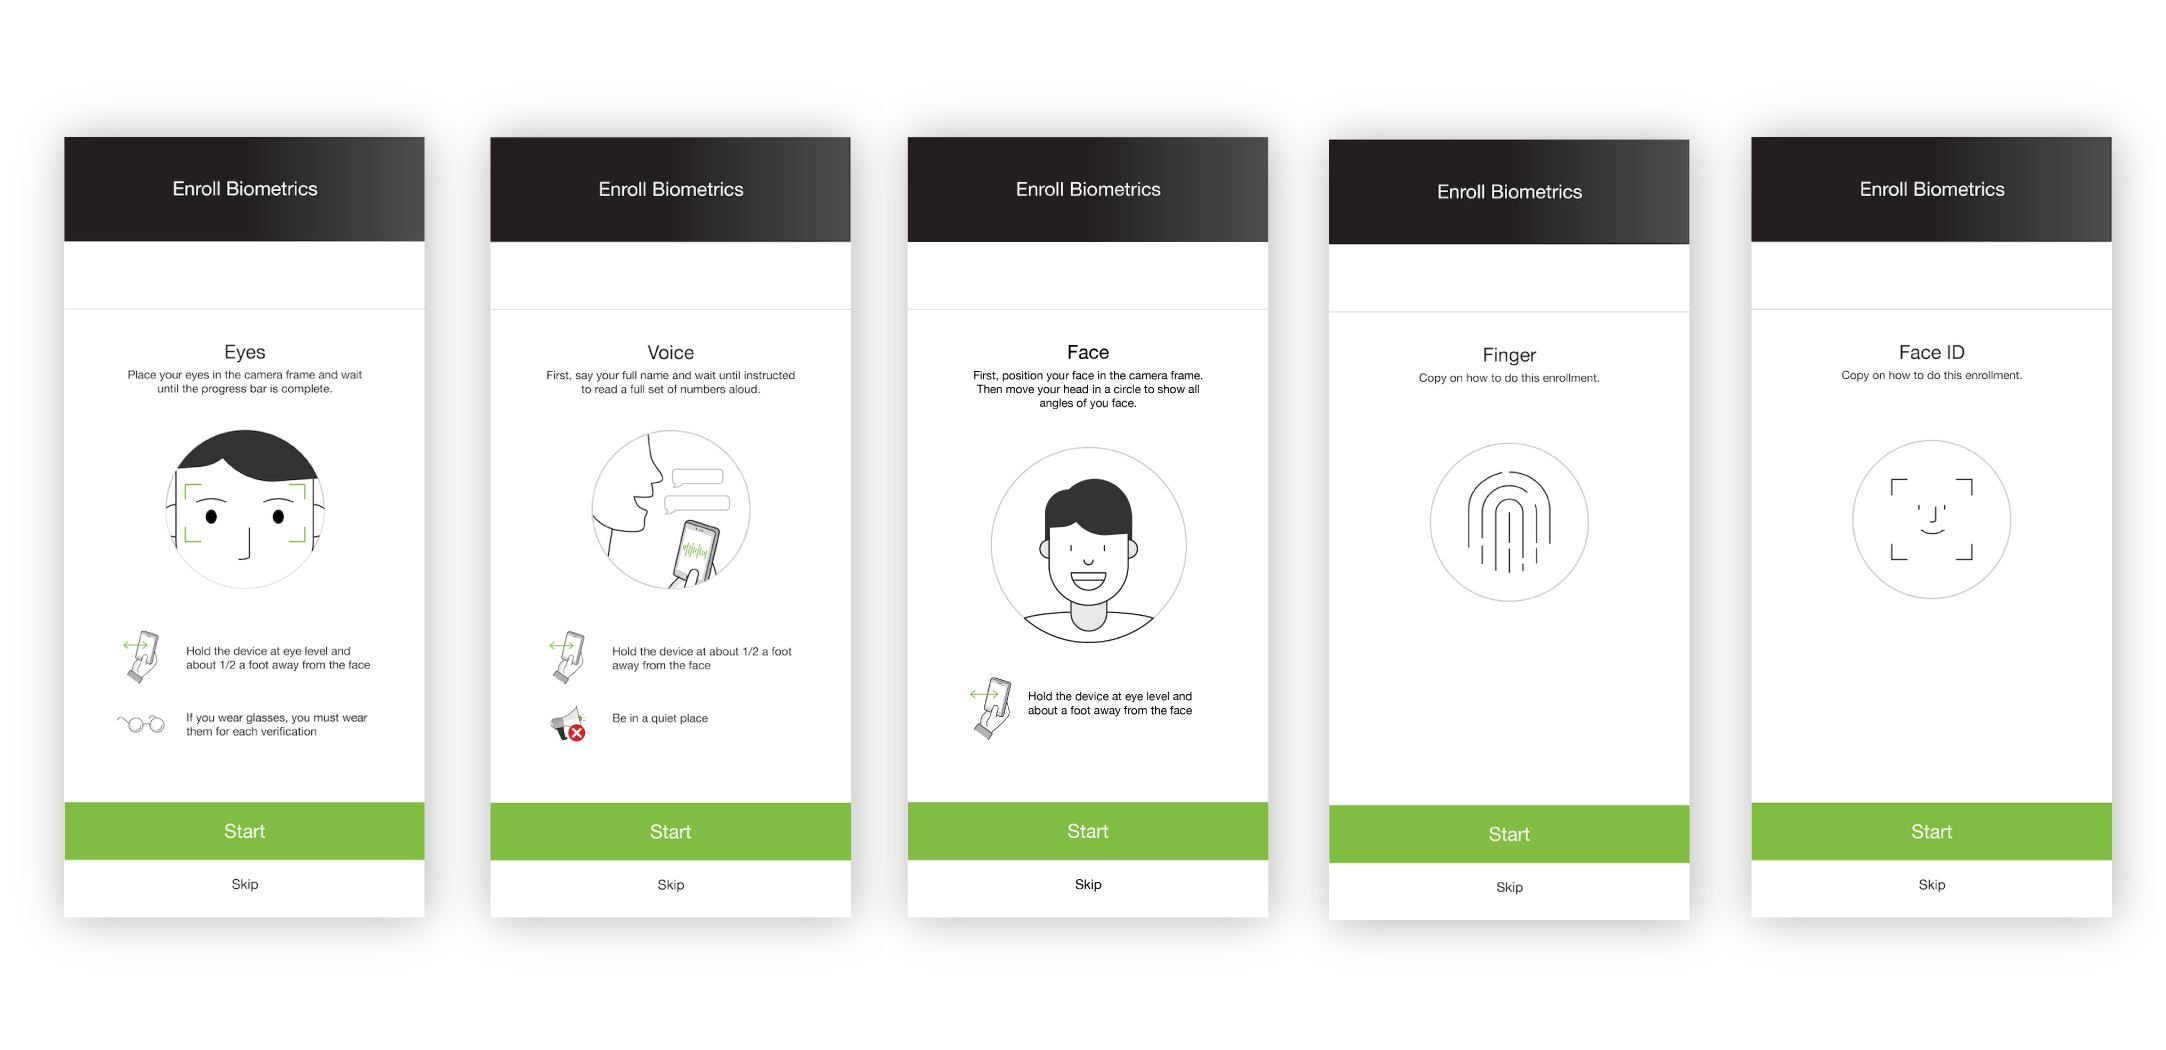 Enroll Biometrics
Eyes
Place your eyes in the camera frame and wait
until the progress bar is complete.
Hold the device at eye level and
about 1/2 a foot away from the face
If you wear glasses, you must wear
them for each verification
Start
Skip
Enroll Biometrics
Voice
First, say your full name and wait until instructed
to read a full set of numbers aloud.
Hold the device at about 1/2 a foot
away from the face
Be in a quiet place
Start
Skip
Enroll Biometrics
Face
First, position your face in the camera frame.
Then move your head in a circle to show all
angles of you face.
Hold the device at eye level and
about a foot away from the face
Start
Skip
Enroll Biometrics
Finger
Copy on how to do this enrollment.
Start
Skip
Enroll Biometrics
Face ID
Copy on how to do this enrollment.
Start
Skip